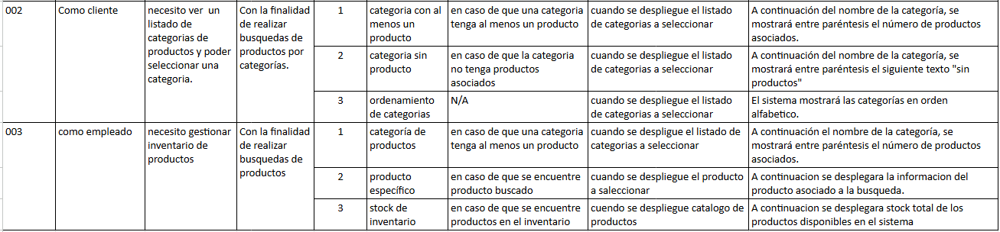 002
Como cliente
necesito ver  un
listado de
categorias de
productos y poder
seleccionar una
categoria.
Con la finalidad
de realizar
busquedas de
productos por
categorías.
1
categoria con al
menos un
producto
en caso de que una categoria
tenga al menos un producto
cuando se despliegue el listado
de categorias a seleccionar
A continuación del nombre de la categoría, se
mostrará entre paréntesis el número de productos
asociados.
2
categoria sin
producto
en caso de que la categoria
no tenga productos
asociados
cuando se despliegue el listado
de categorias a seleccionar
A continuación del nombre de la categoría, se
mostrará entre paréntesis el siguiente texto "sin
productos"
3
ordenamiento
de categorias
N/A
cuando se despliegue el listado
de categorias a seleccionar
El sistema mostrará las categorías en orden
alfabetico.
003
como empleado
necesito gestionar
inventario de
productos
Con la finalidad
de realizar
busquedas de
productos
1
categoría de
productos
en caso de que una categoria
tenga al menos un producto
cuando se despligue el listado de
categorias a seleccionar
A continuación el nombre de la categoría, se
mostrará entre paréntesis el número de productos
asociados.
2
producto
específico
en caso de que se encuentre
producto buscado
cuando se despliegue el producto
a saleccionar
A continuacion se desplegara la informacion del
producto asociado a la busqueda.
3
stock de
inventario
en caso de que se encuentre
productos en el inventario
cuendo se despliegue catalogo de
productos
A continuacion se desplegara stock total de los
productos disponibles en el sistema